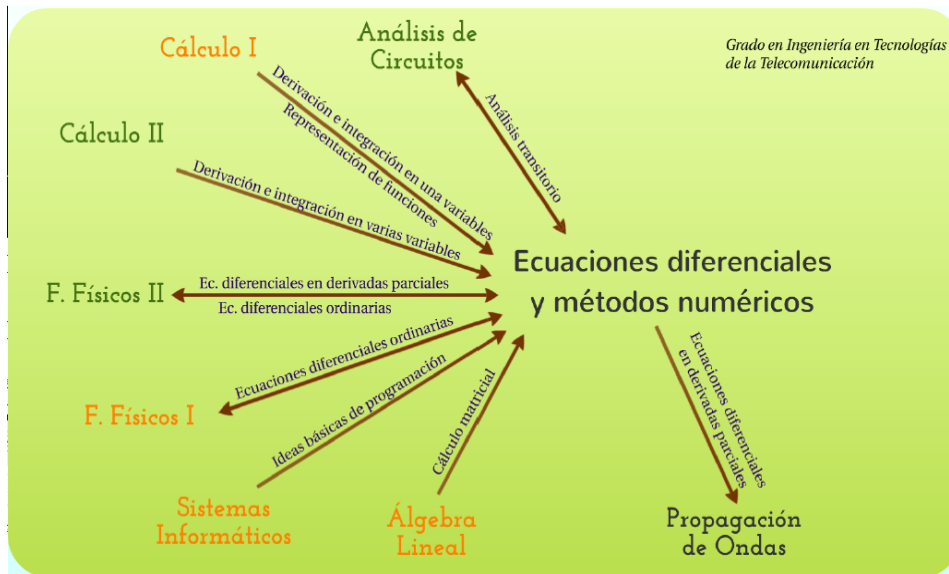 Cálculo I
Análisis de
Circuitos
Grado en Ingeniería en Tecnologías
de la Telecomunicación
Derivación e integración en una variables
Representación de funciones
Análisis transitorio
Cálculo II
Derivación e integración en varias variables
Ecuaciones diferenciales
y métodos numéricos
F. Físicos II
Ec. diferenciales en derivadas parciales
Ec. diferenciales ordinarias
Ecuaciones diferenciales ordinarias
F. Físicos I
Ideas básicas de programación
Cálculo matricial
Ecuaciones diferenciales
en derivadas parciales
Sistemas
Informáticos
Álgebra
Lineal
Propagación
de Ondas